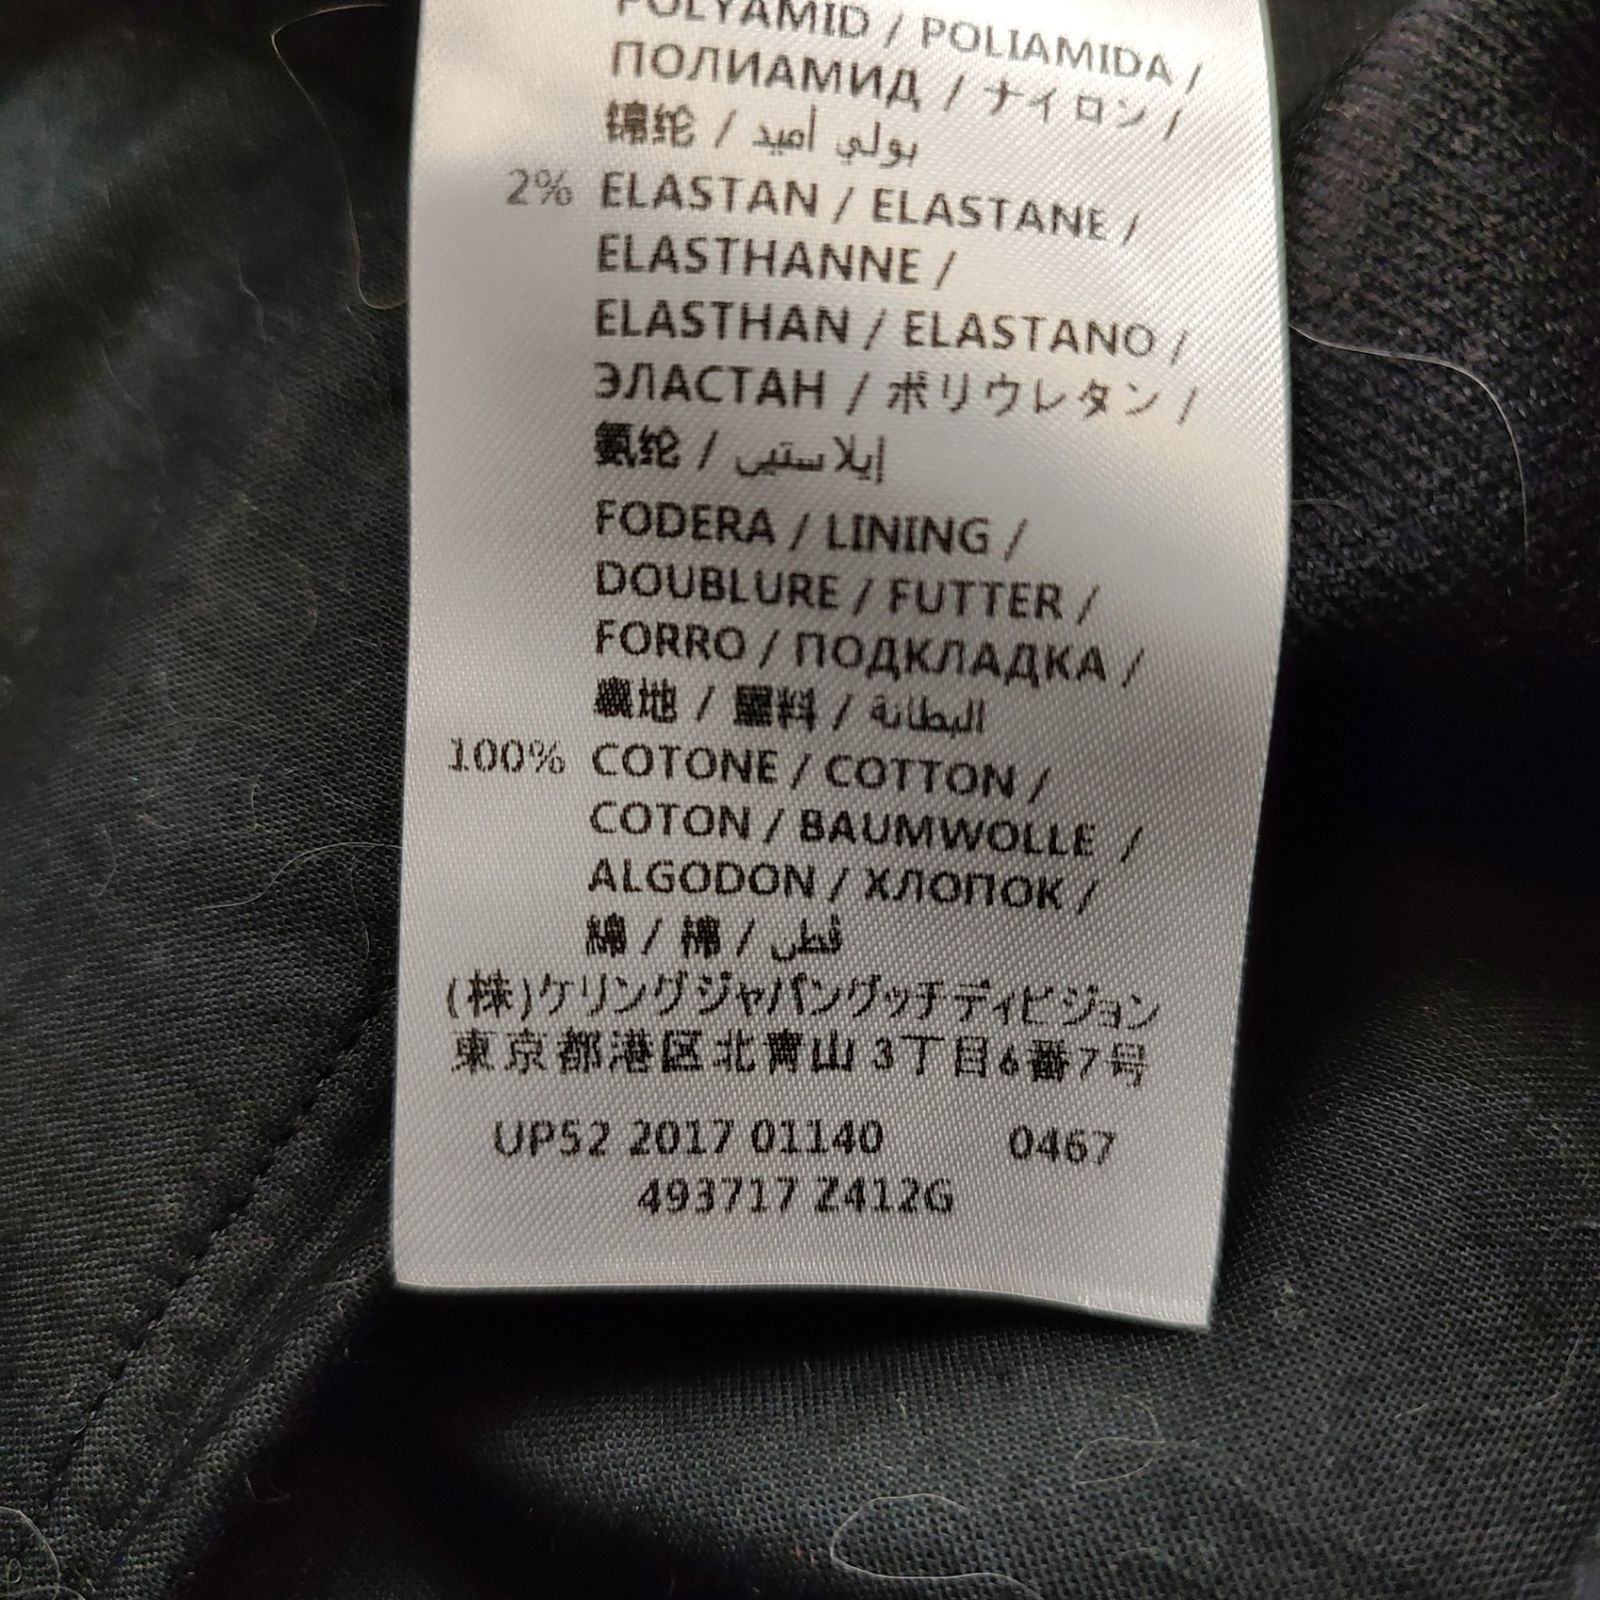 POLYAMID / POLIAMIDA /
ПОЛИАМИД / ナイロン /
锦纶 / بولي أميد
2% ELASTAN / ELASTANE /
ELASTHANNE /
ELASTHAN / ELASTANO /
ЭЛАСТАН / ポリウレタン /
氨纶 / إيلاستين
FODERA / LINING /
DOUBLURE / FUTTER /
FORRO / ПОДКЛАДКА /
裏地 / 里料 / البطانة
100% COTONE / COTTON /
COTON / BAUMWOLLE /
ALGODON / ХЛОПОК /
綿 / 棉 / قطن
(株)ケリングジャパングッチディビジョン
東京都港区北青山3丁目6番7号
UP52 2017 01140 0467
493717 Z412G